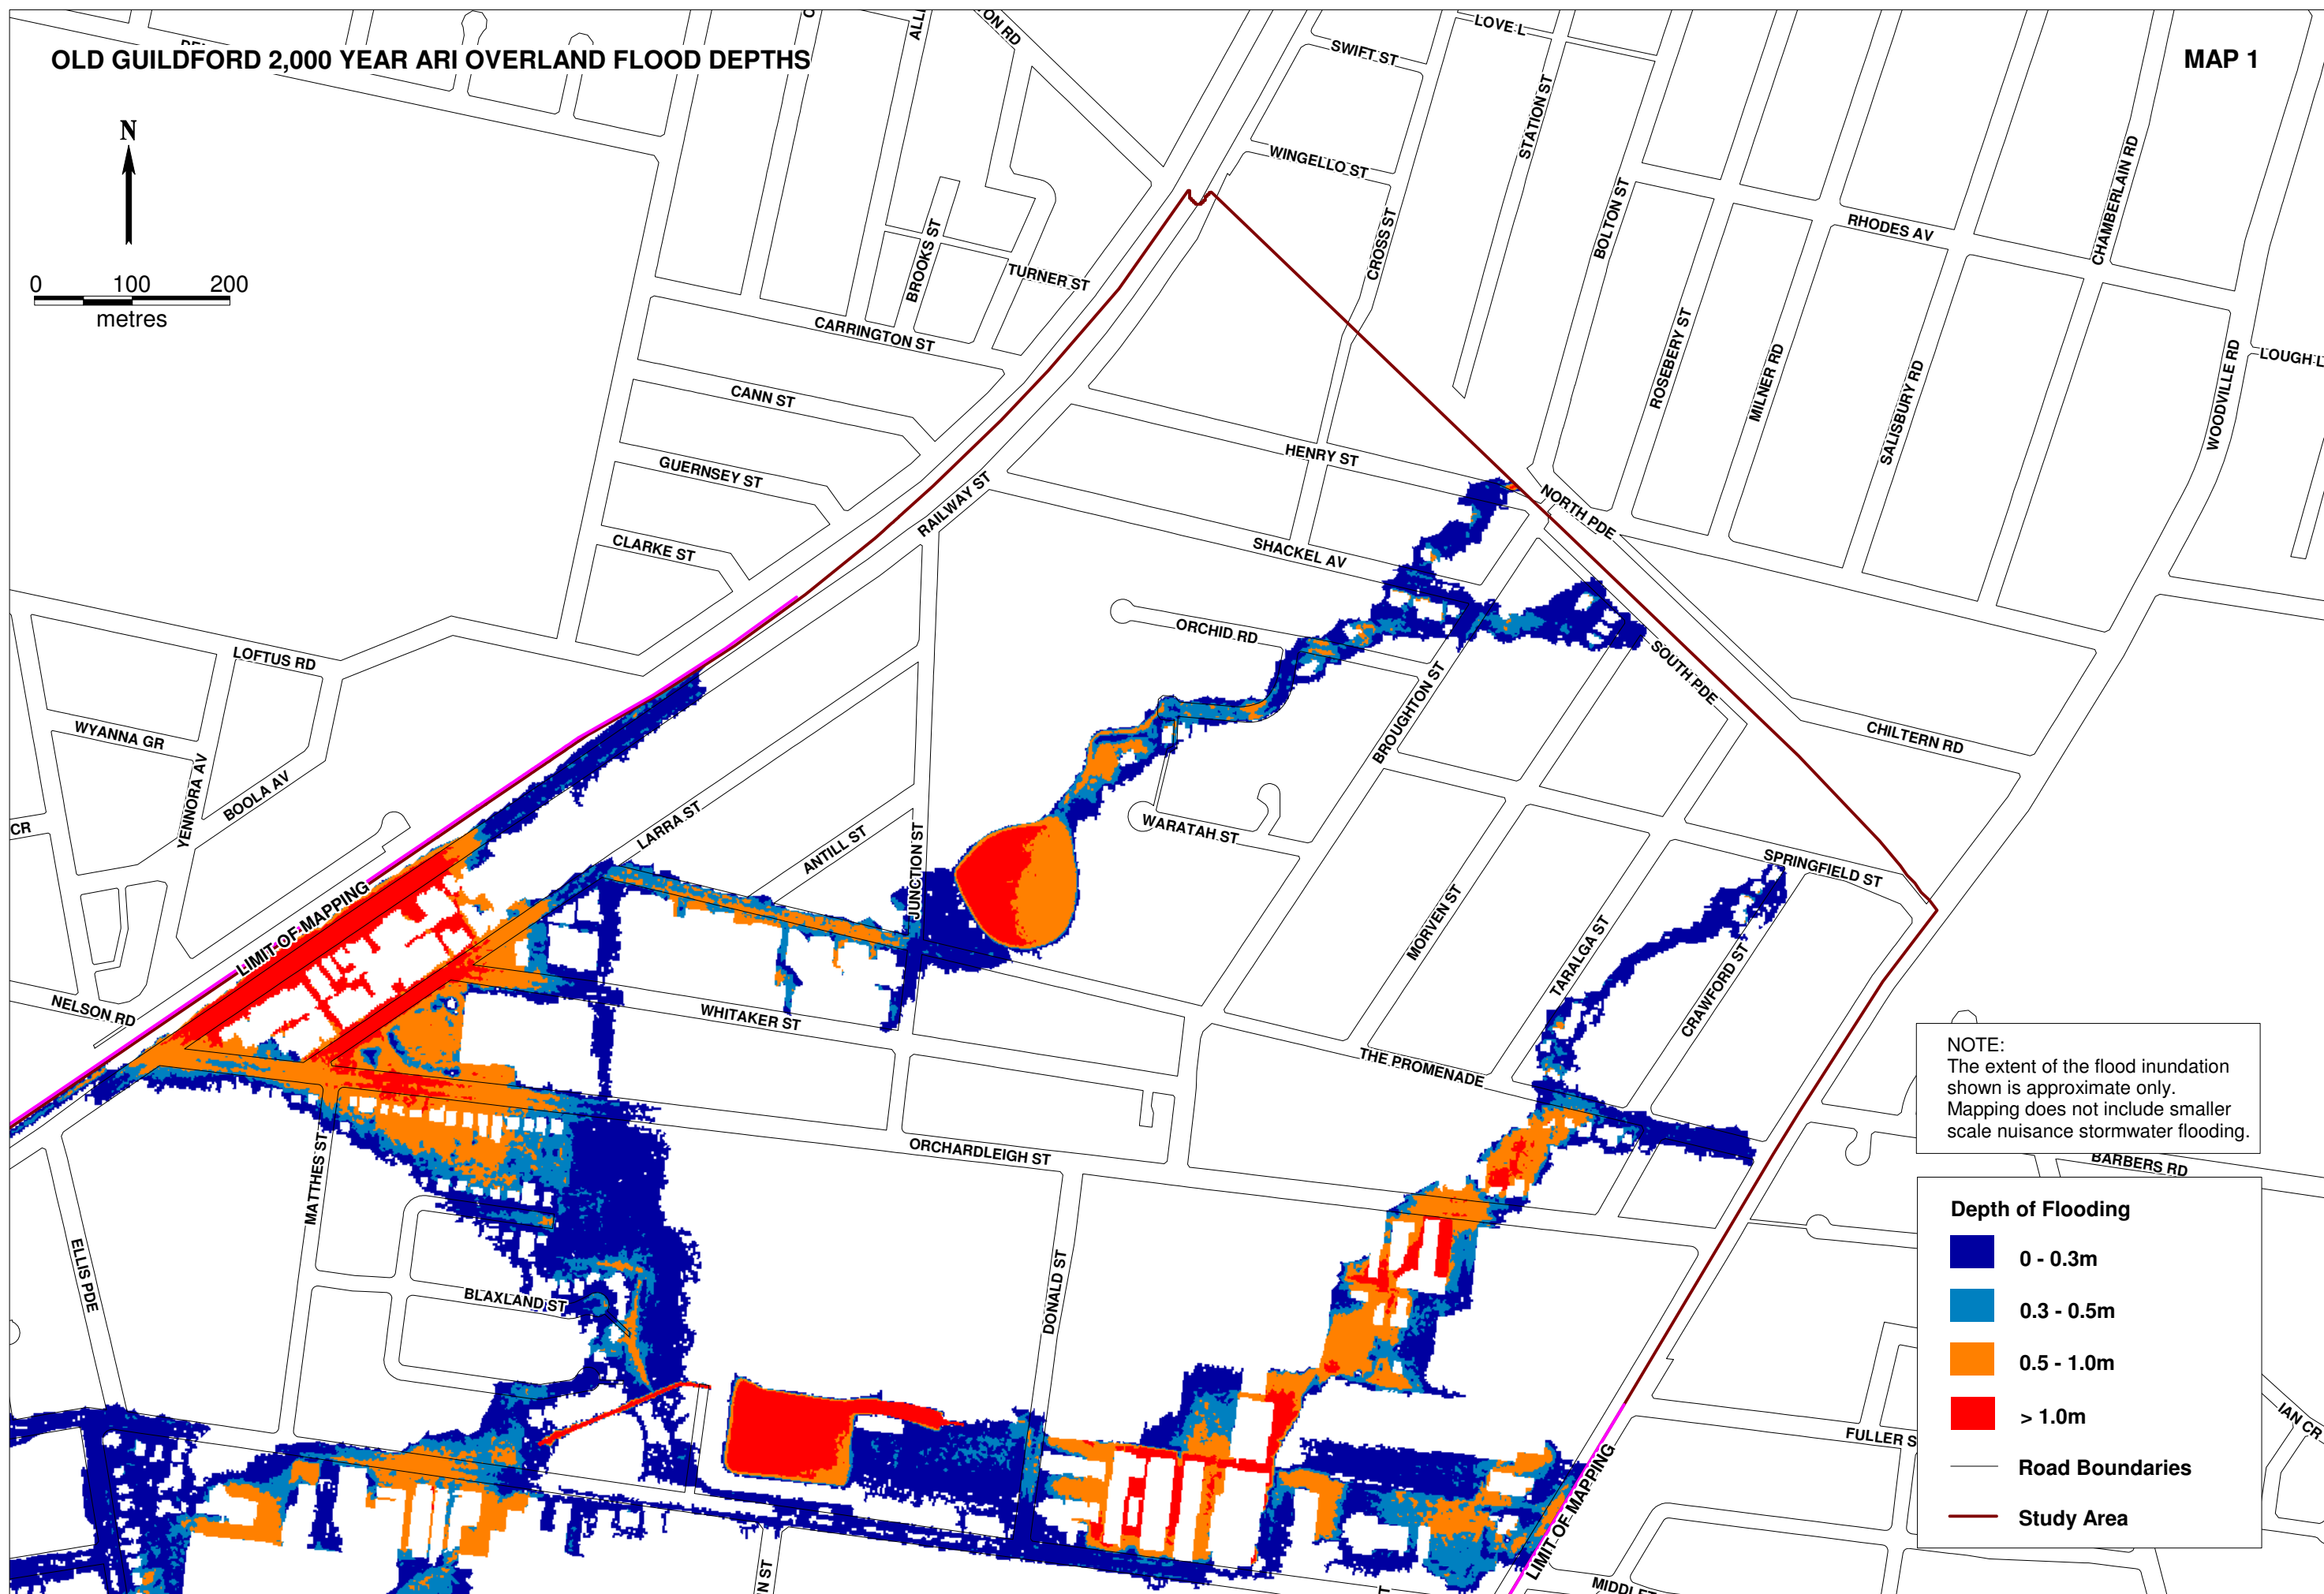 OLD GUILDFORD 2,000 YEAR ARI OVERLAND FLOOD DEPTHS
MAP 1
N
0 100 200
metres
LOVE L
SWIFT ST
STATION ST
WINGELLO ST
CROSS ST
BOLTON ST
CHAMBERLAIN RD
RHODES AV
BROOKS ST
TURNER ST
CARRINGTON ST
ROSEBERY ST
MILNER RD
SALISBURY RD
WOODVILLE RD
LOUGH L
CANN ST
HENRY ST
GUERNSEY ST
RAILWAY ST
NORTH PDE
CLARKE ST
SHACKEL AV
ORCHID RD
LOFTUS RD
SOUTH PDE
BROUGHTON ST
WYANNA GR
YENNORA AV
BOOLA AV
CHILTERN RD
CR
LARRA ST
ANTILL ST
JUNCTION ST
WARATAH ST
SPRINGFIELD ST
LIMIT OF MAPPING
MORVEN ST
TARALGA ST
CRAWFORD ST
NELSON RD
WHITAKER ST
THE PROMENADE
NOTE:
The extent of the flood inundation
shown is approximate only.
Mapping does not include smaller
scale nuisance stormwater flooding.
ORCHARDLEIGH ST
BARBERS RD
MATTHES ST
ELLIS PDE
BLAXLAND ST
DONALD ST
Depth of Flooding
0 - 0.3m
0.3 - 0.5m
0.5 - 1.0m
> 1.0m
Road Boundaries
Study Area
IAN CR
FULLER S
LIMIT OF MAPPING
N ST
T
MIDDLET